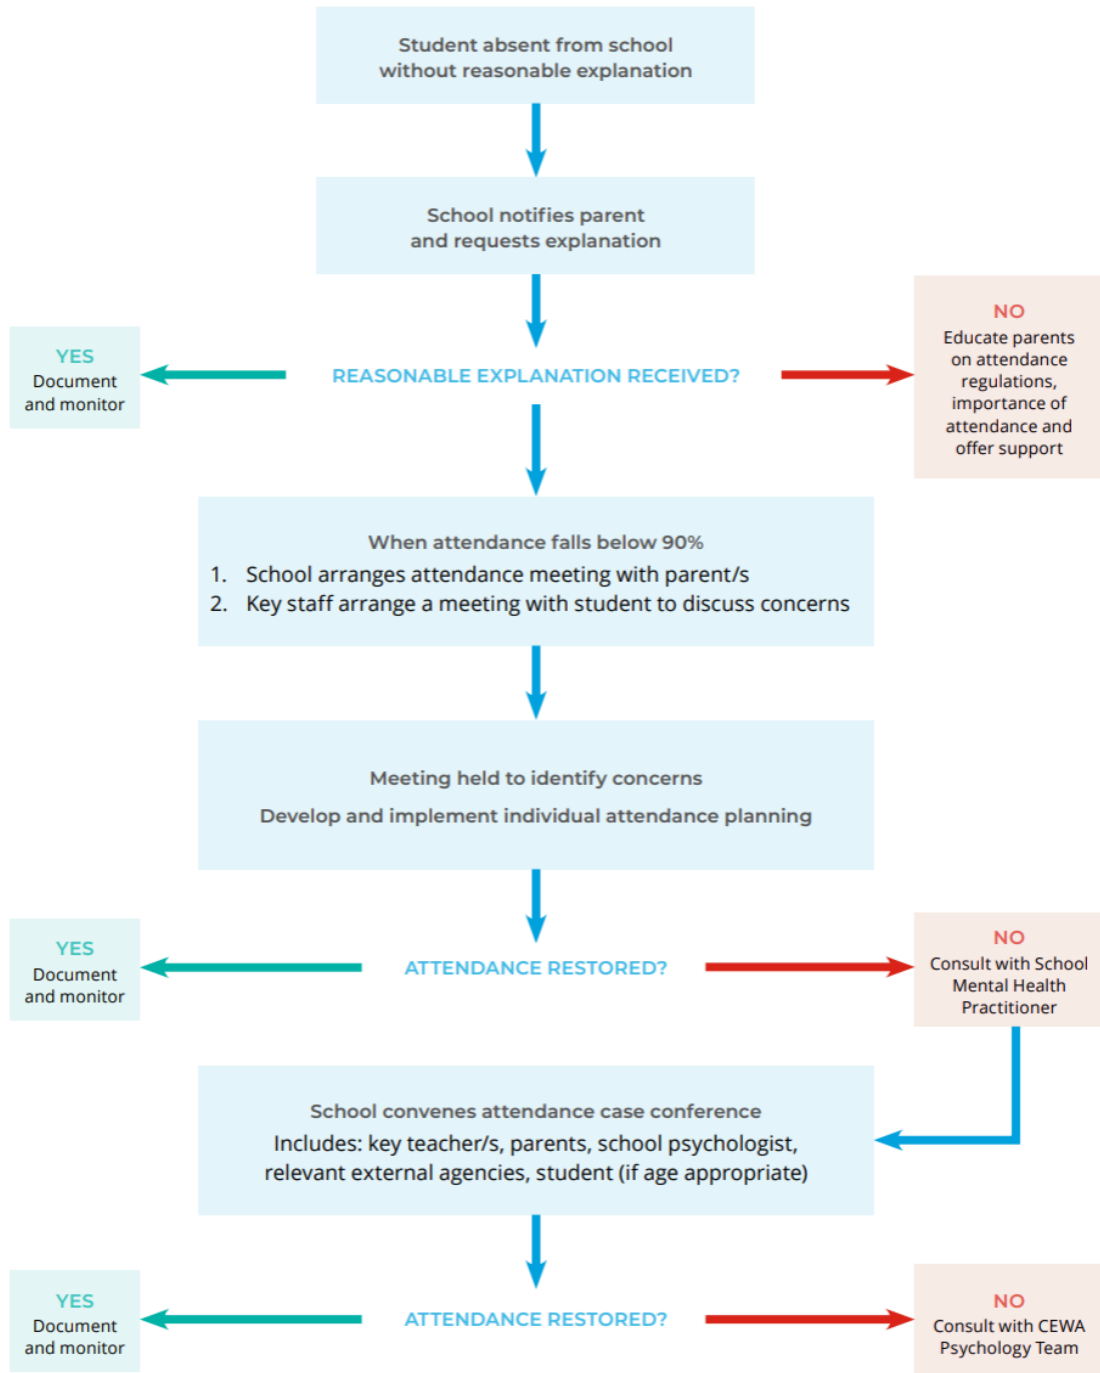 Student absent from school
without reasonable explanation
School notifies parent
and requests explanation
REASONABLE EXPLANATION RECEIVED?
YES
Document
and monitor
NO
Educate parents
on attendance
regulations,
importance of
attendance and
offer support
When attendance falls below 90%
1. School arranges attendance meeting with parent/s
2. Key staff arrange a meeting with student to discuss concerns
Meeting held to identify concerns
Develop and implement individual attendance planning
ATTENDANCE RESTORED?
YES
Document
and monitor
NO
Consult with School
Mental Health
Practitioner
School convenes attendance case conference
Includes: key teacher/s, parents, school psychologist,
relevant external agencies, student (if age appropriate)
ATTENDANCE RESTORED?
YES
Document
and monitor
NO
Consult with CEWA
Psychology Team